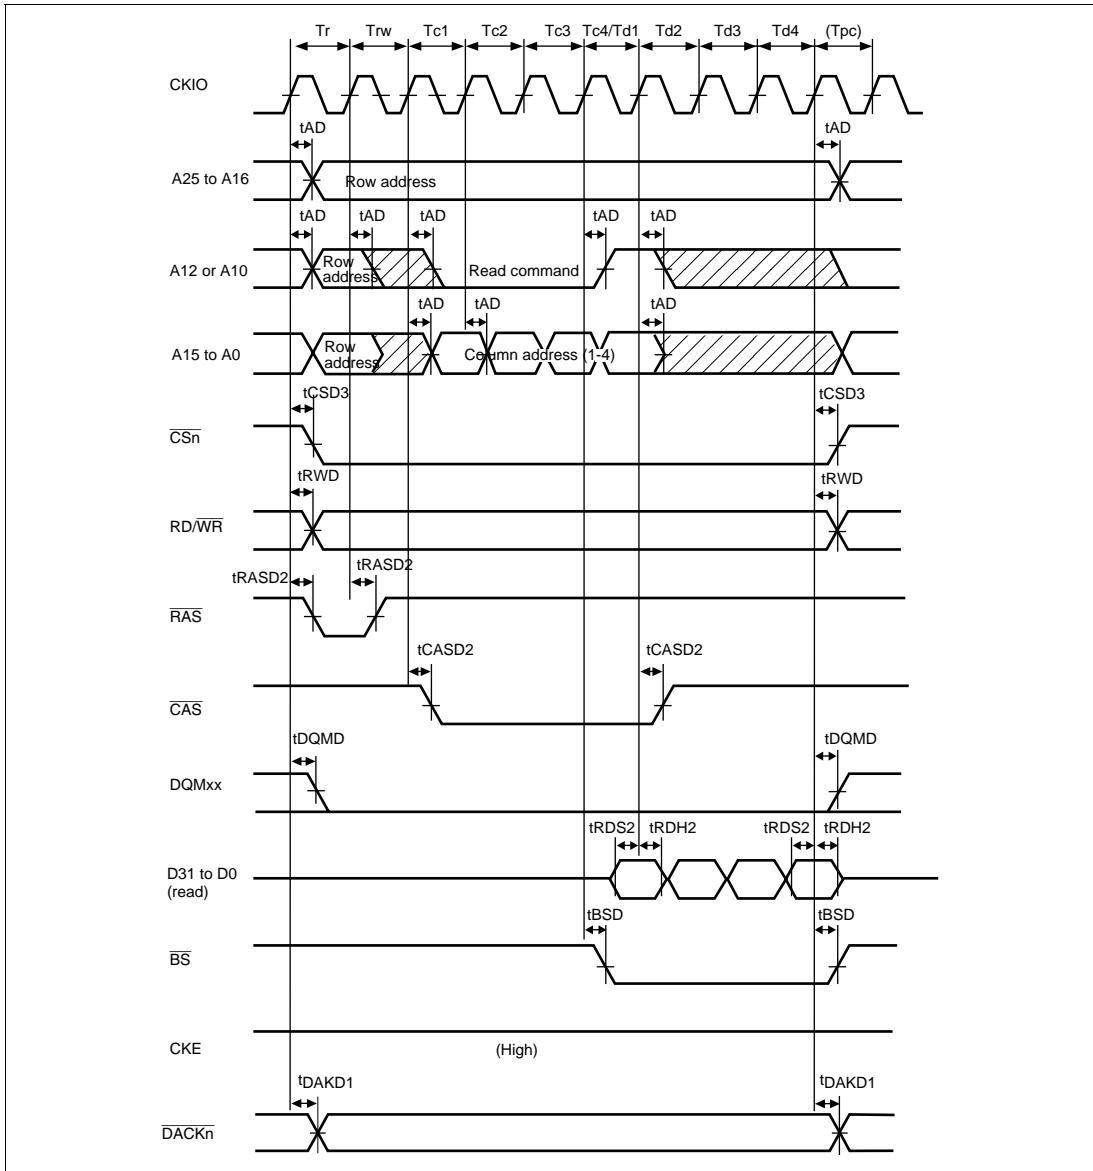 Tr Trw Tc1 Tc2 Tc3 Tc4/Td1 Td2 Td3 Td4 (Tpc)
CKIO
tAD tAD
A25 to A16 Row address
tAD tAD tAD tAD tAD
A12 or A10 Row address Read command
tAD tAD tAD
A15 to A0 Row address Column address (1-4)
tCSD3 tCSD3
CSn
tRWD tRWD
RD/WR
tRASD2 tRASD2
RAS
tCASD2 tCASD2
CAS
tDQMD tDQMD
DQMxx
tRDS2 tRDH2 tRDS2 tRDH2
D31 to D0
(read)
tBSD tBSD
BS
CKE (High)
tDAKD1 tDAKD1
DACKn